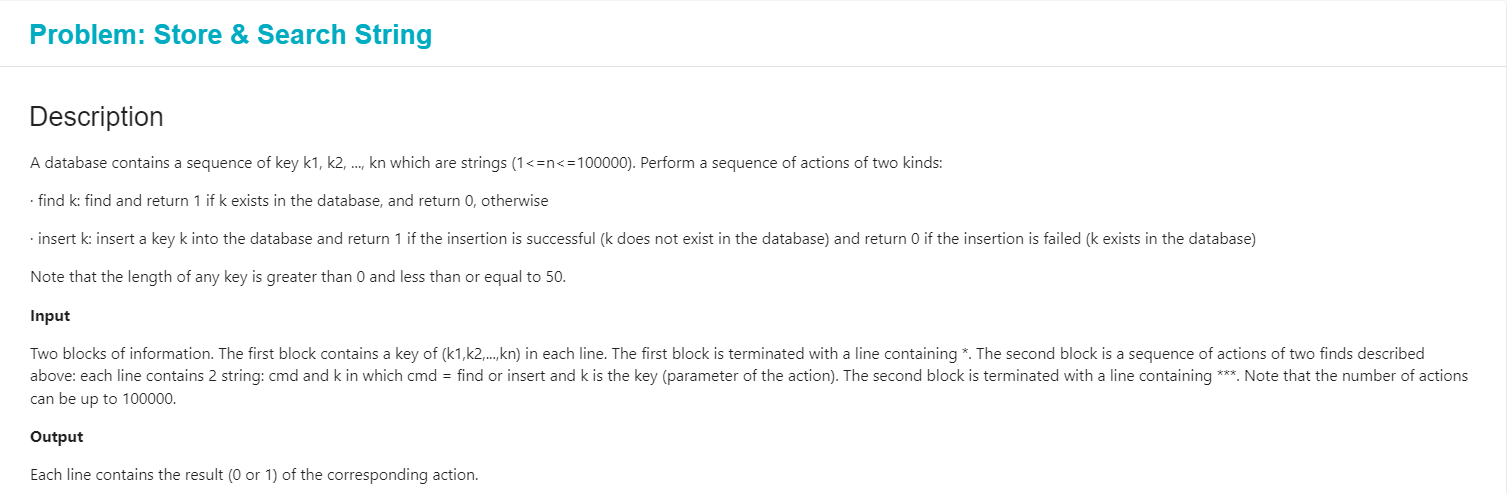 Problem: Store & Search String
Description
A database contains a sequence of key k1, k2, ..., kn which are strings (1<=n<=100000). Perform a sequence of actions of two kinds:
· find k: find and return 1 if k exists in the database, and return 0, otherwise
· insert k: insert a key k into the database and return 1 if the insertion is successful (k does not exist in the database) and return 0 if the insertion is failed (k exists in the database)
Note that the length of any key is greater than 0 and less than or equal to 50.
Input
Two blocks of information. The first block contains a key of (k1,k2,...,kn) in each line. The first block is terminated with a line containing *. The second block is a sequence of actions of two finds described
above: each line contains 2 string: cmd and k in which cmd = find or insert and k is the key (parameter of the action). The second block is terminated with a line containing ***. Note that the number of actions
can be up to 100000.
Output
Each line contains the result (0 or 1) of the corresponding action.